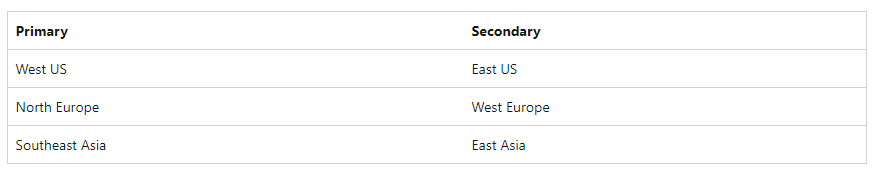 Primary Secondary
West US East US
North Europe West Europe
Southeast Asia East Asia